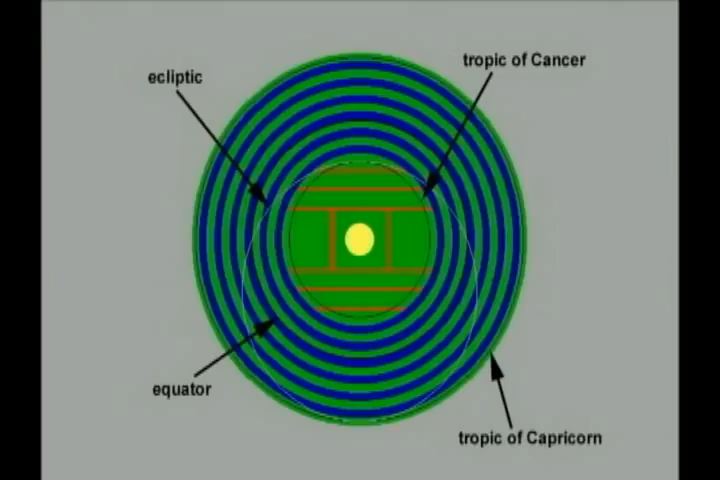 tropic of Cancer
ecliptic
equator
tropic of Capricorn